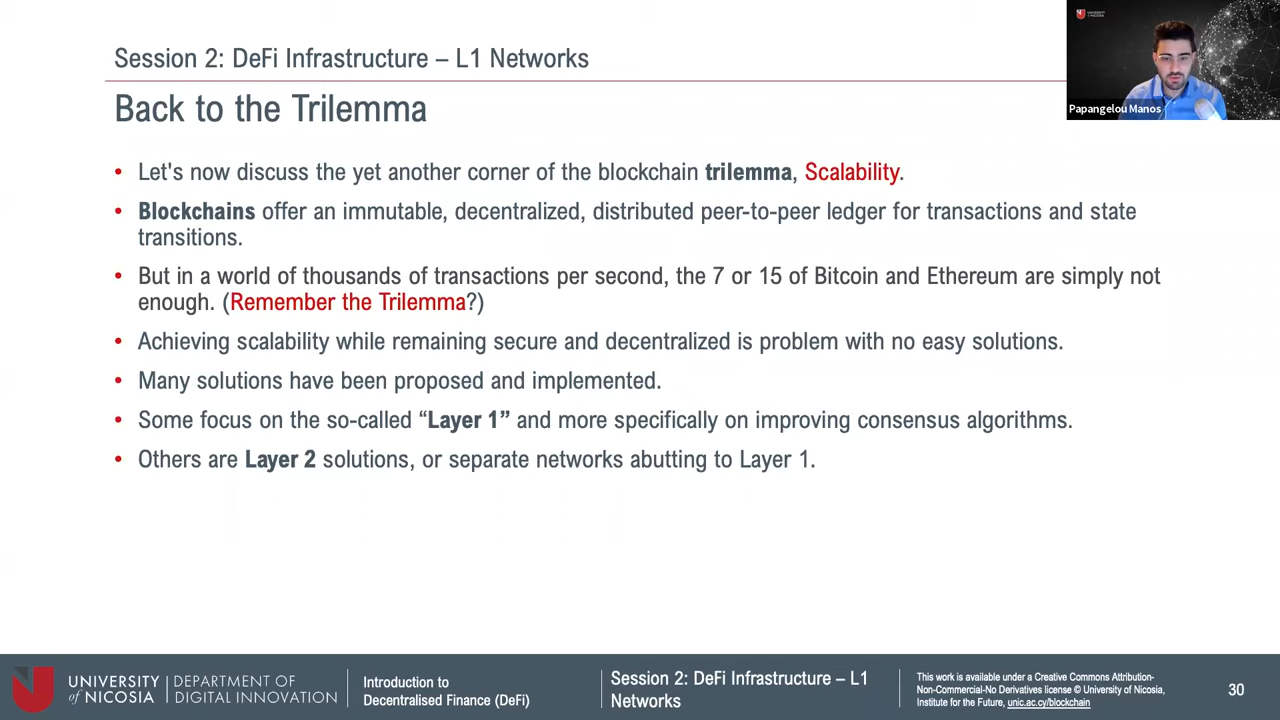 Session 2: DeFi Infrastructure – L1 Networks
UNIVERSITY
of NICOSIA
Papangelou Manos
Back to the Trilemma
• Let's now discuss the yet another corner of the blockchain trilemma, Scalability.
• Blockchains offer an immutable, decentralized, distributed peer-to-peer ledger for transactions and state
transitions.
• But in a world of thousands of transactions per second, the 7 or 15 of Bitcoin and Ethereum are simply not
enough. (Remember the Trilemma?)
• Achieving scalability while remaining secure and decentralized is problem with no easy solutions.
• Many solutions have been proposed and implemented.
• Some focus on the so-called “Layer 1” and more specifically on improving consensus algorithms.
• Others are Layer 2 solutions, or separate networks abutting to Layer 1.
UNIVERSITY
of NICOSIA
DEPARTMENT OF
DIGITAL INNOVATION
Introduction to
Decentralised Finance (DeFi)
Session 2: DeFi Infrastructure – L1
Networks
This work is available under a Creative Commons Attribution-
Non-Commercial-No Derivatives license © University of Nicosia,
Institute for the Future, unic.ac.cy/blockchain
30